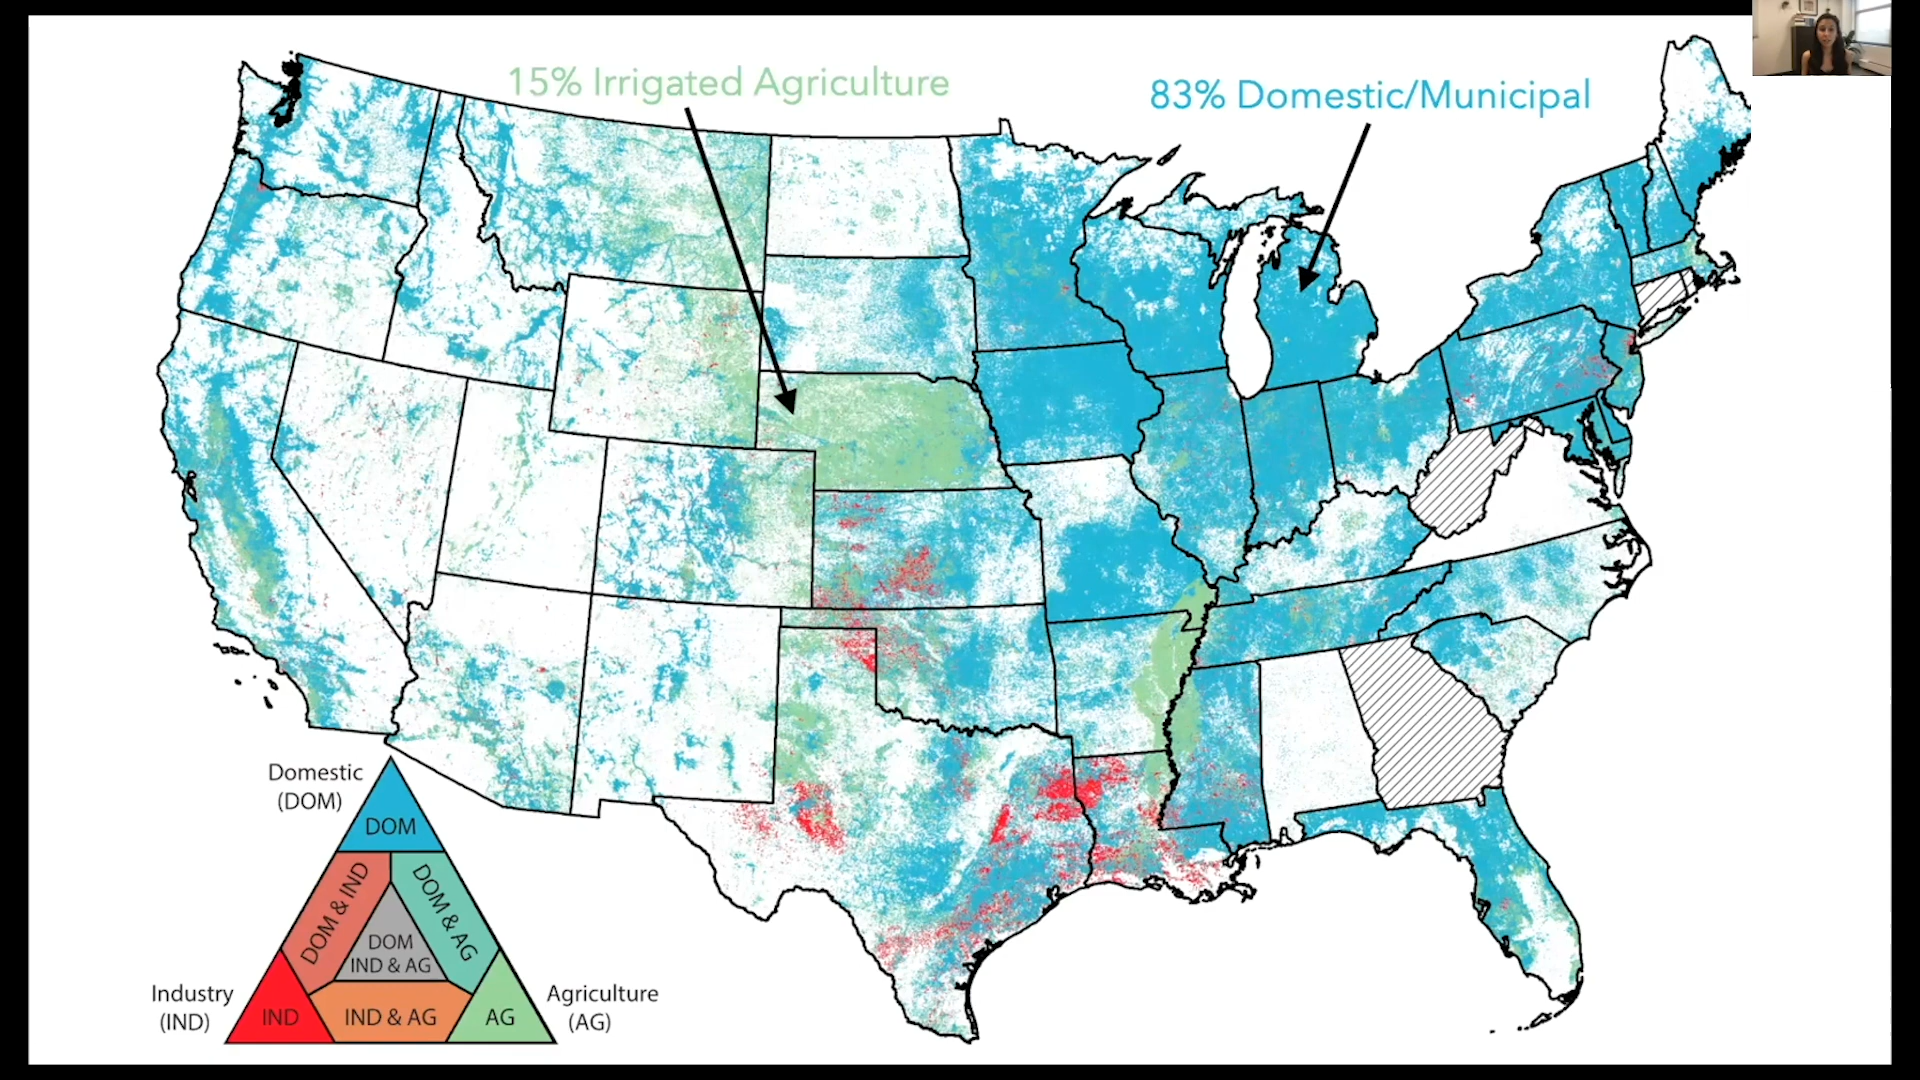 15% Irrigated Agriculture
83% Domestic/Municipal
Domestic
(DOM)
DOM
DOM & IND
DOM & AG
DOM
IND & AG
Industry
(IND)
IND
IND & AG
AG
Agriculture
(AG)